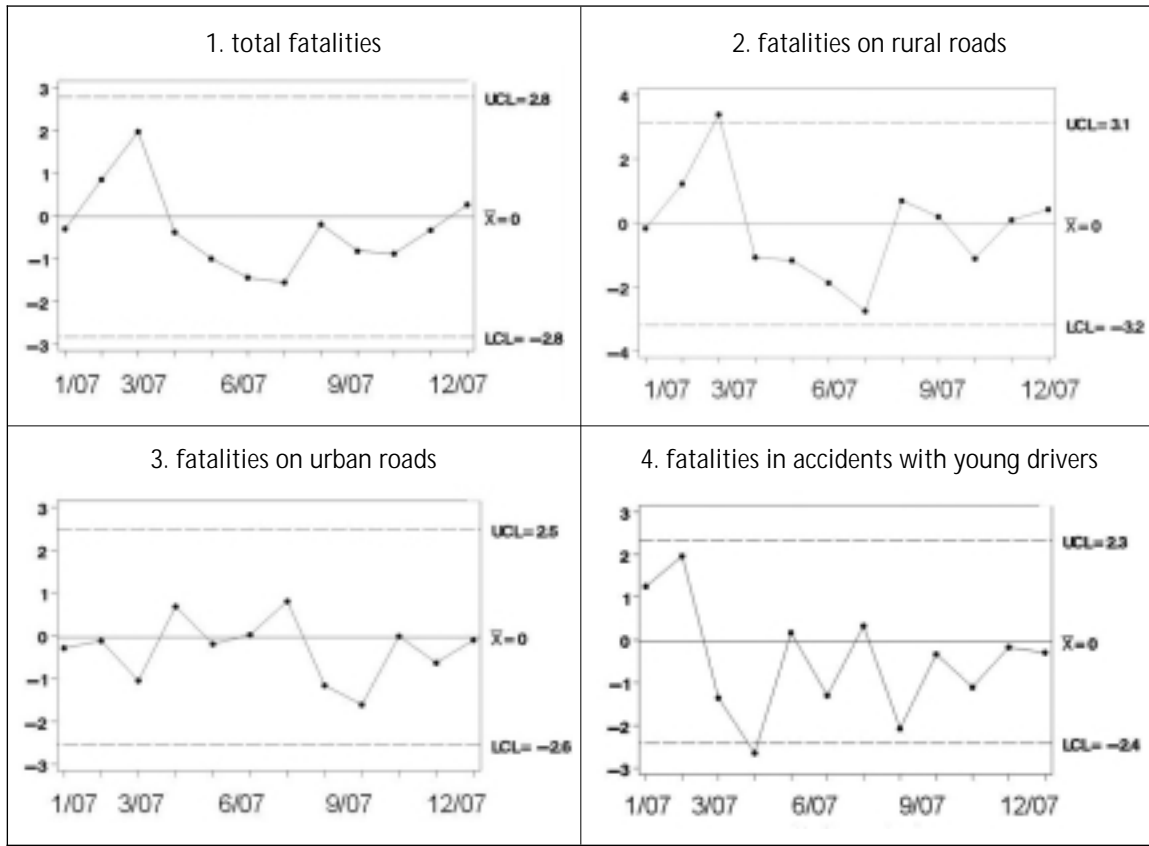 1. total fatalities
3
2
1
0
−1
−2
−3
UCL=2.8
X̅=0
LCL=−2.8
1/07 3/07 6/07 9/07 12/07
2. fatalities on rural roads
4
2
0
−2
−4
UCL=3.1
X̅=0
LCL=−3.2
1/07 3/07 6/07 9/07 12/07
3. fatalities on urban roads
3
2
1
0
−1
−2
−3
UCL=2.5
X̅=0
LCL=−2.6
1/07 3/07 6/07 9/07 12/07
4. fatalities in accidents with young drivers
3
2
1
0
−1
−2
−3
UCL=2.3
X̅=0
LCL=−2.4
1/07 3/07 6/07 9/07 12/07